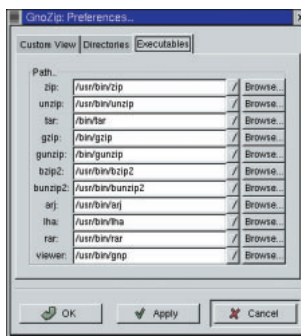 GnoZip: Preferences..
Custom View Directories Executables
Path..
zip: /usr/bin/zip / Browse...
unzip: /usr/bin/unzip / Browse...
tar: /bin/tar / Browse...
gzip: /bin/gzip / Browse...
gunzip: /bin/gunzip / Browse...
bzip2: /usr/bin/bzip2 / Browse...
bunzip2: /usr/bin/bunzip2 / Browse...
arj: /usr/bin/arj / Browse...
lha: /usr/bin/lha / Browse...
rar: /usr/bin/rar / Browse...
viewer: /usr/bin/gnp / Browse...
OK Apply Cancel